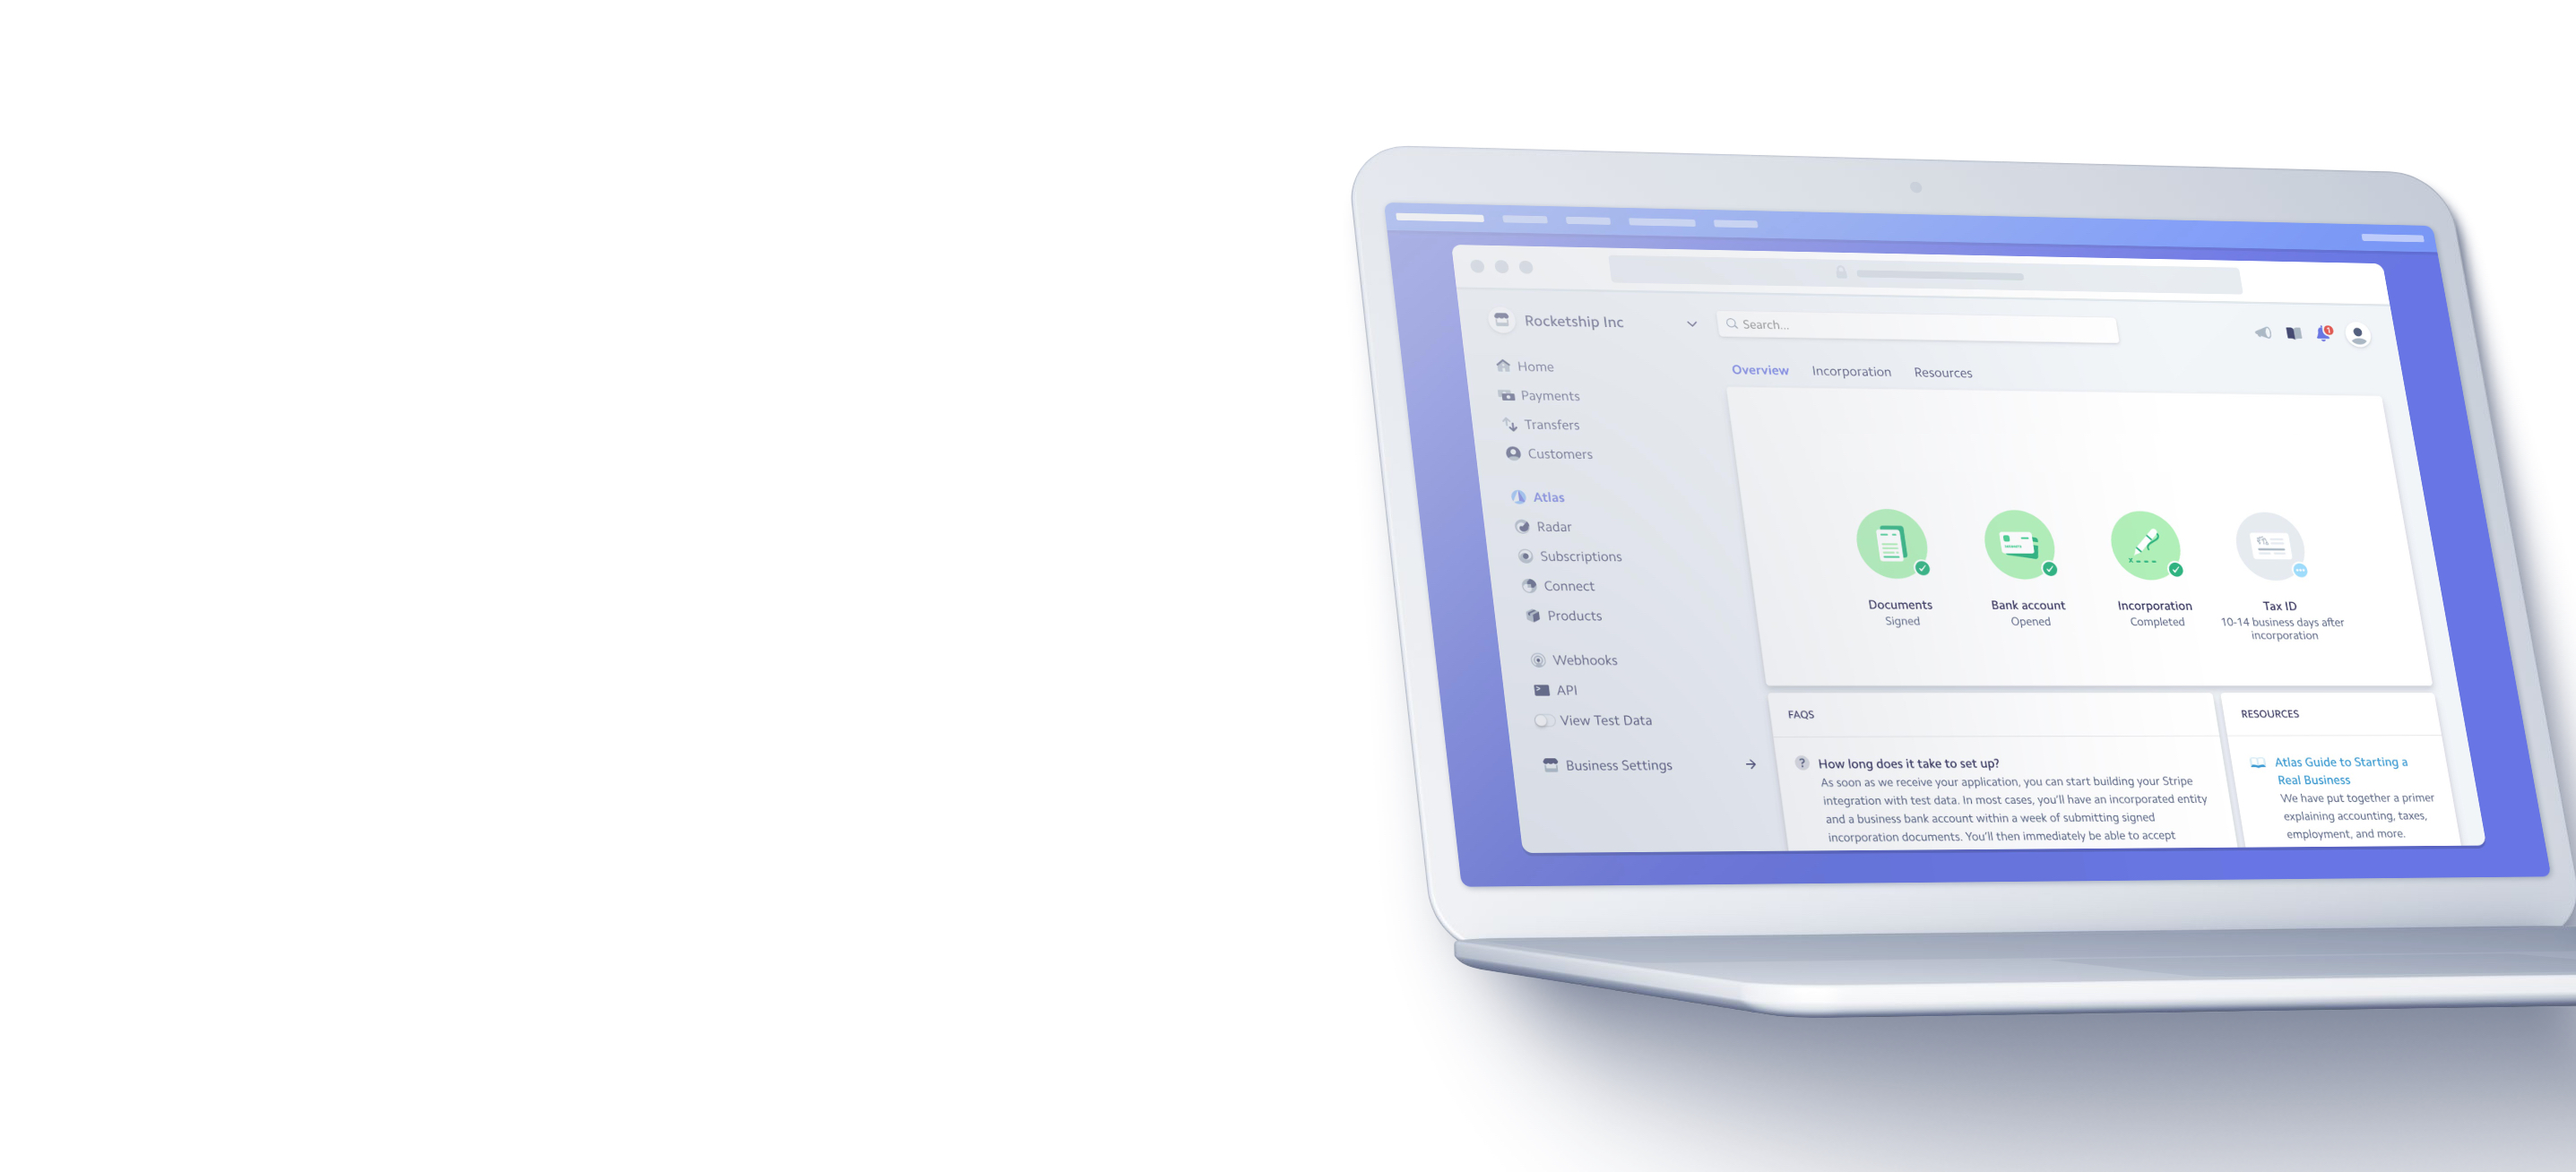 Rocketship Inc
Search...
1
Home
Payments
Transfers
Customers
Atlas
Radar
Subscriptions
Connect
Products
Webhooks
API
View Test Data
Business Settings
Overview Incorporation Resources
Documents
Signed
Bank account
Opened
Incorporation
Completed
Tax ID
10-14 business days after
incorporation
FAQS
? How long does it take to set up?
As soon as we receive your application, you can start building your Stripe
integration with test data. In most cases, you'll have an incorporated entity
and a business bank account within a week of submitting signed
incorporation documents. You'll then immediately be able to accept
RESOURCES
Atlas Guide to Starting a
Real Business
We have put together a primer
explaining accounting, taxes,
employment, and more.